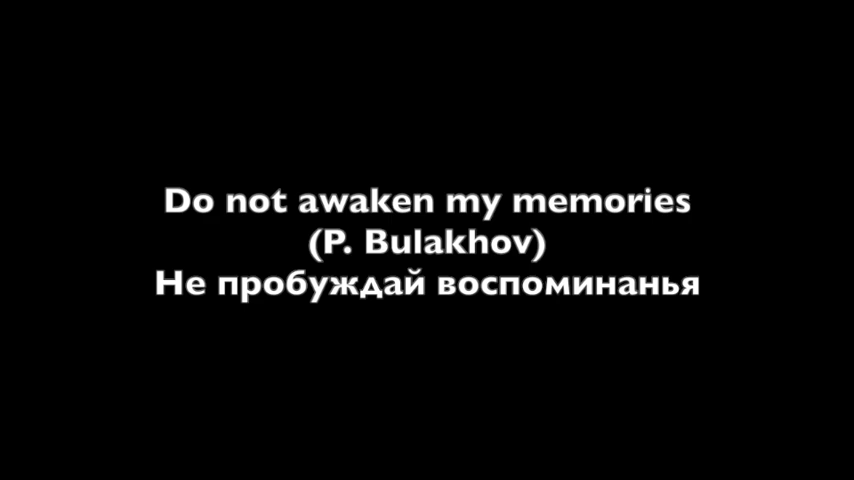 Do not awaken my memories
(P. Bulakhov)
Не пробуждай воспоминанья